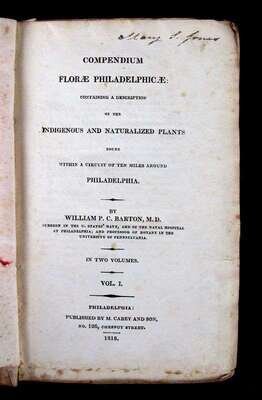 Mary S. Jones
COMPENDIUM
FLORÆ PHILADELPHICÆ:
CONTAINING A DESCRIPTION
OF THE
INDIGENOUS AND NATURALIZED PLANTS
FOUND
WITHIN A CIRCUIT OF TEN MILES AROUND
PHILADELPHIA.
BY
WILLIAM P. C. BARTON, M.D.
SURGEON IN THE U. STATES' NAVY, AND OF THE NAVAL HOSPITAL
AT PHILADELPHIA; AND PROFESSOR OF BOTANY IN THE
UNIVERSITY OF PENNSYLVANIA.
IN TWO VOLUMES.
VOL. I.
PHILADELPHIA:
PUBLISHED BY M. CAREY AND SON,
NO. 126, CHESNUT STREET.
1818.